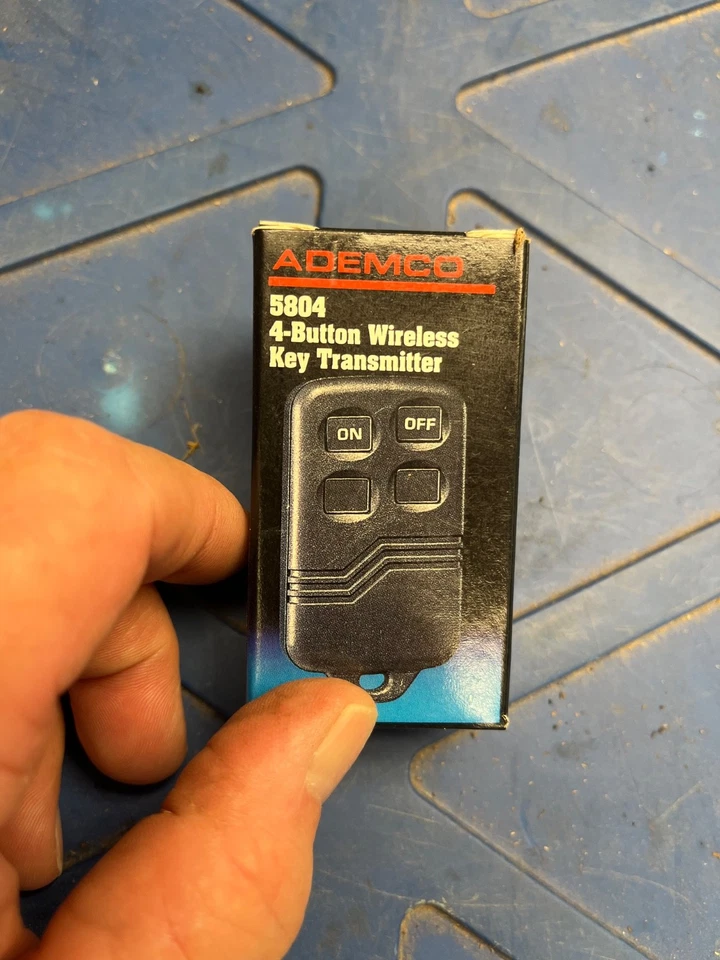 ADEMCO
5804
4-Button Wireless
Key Transmitter
ON OFF